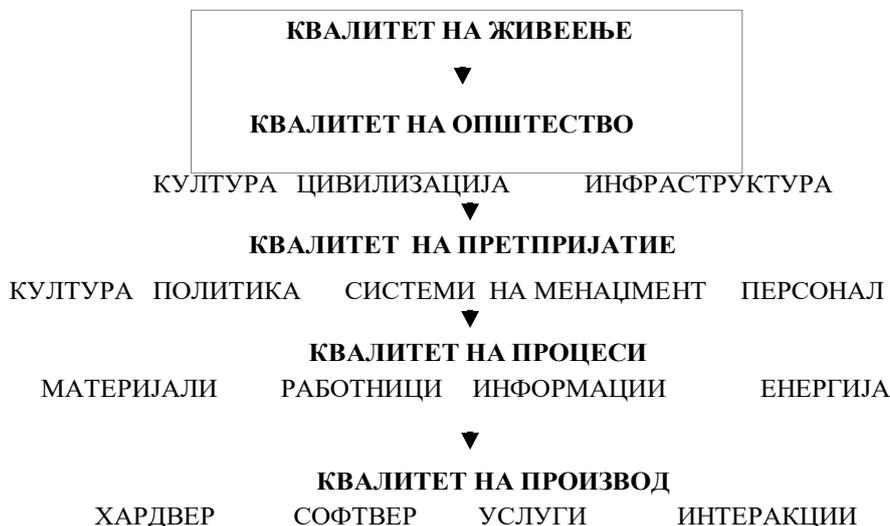 КВАЛИТЕТ НА ЖИВЕЕЊЕ
КВАЛИТЕТ НА ОПШТЕСТВО
КУЛТУРА ЦИВИЛИЗАЦИЈА ИНФРАСТРУКТУРА
КВАЛИТЕТ НА ПРЕТПРИЈАТИЕ
КУЛТУРА ПОЛИТИКА СИСТЕМИ НА МЕНАЏМЕНТ ПЕРСОНАЛ
КВАЛИТЕТ НА ПРОЦЕСИ
МАТЕРИЈАЛИ РАБОТНИЦИ ИНФОРМАЦИИ ЕНЕРГИЈА
КВАЛИТЕТ НА ПРОИЗВОД
ХАРДВЕР СОФТВЕР УСЛУГИ ИНТЕРАКЦИИ